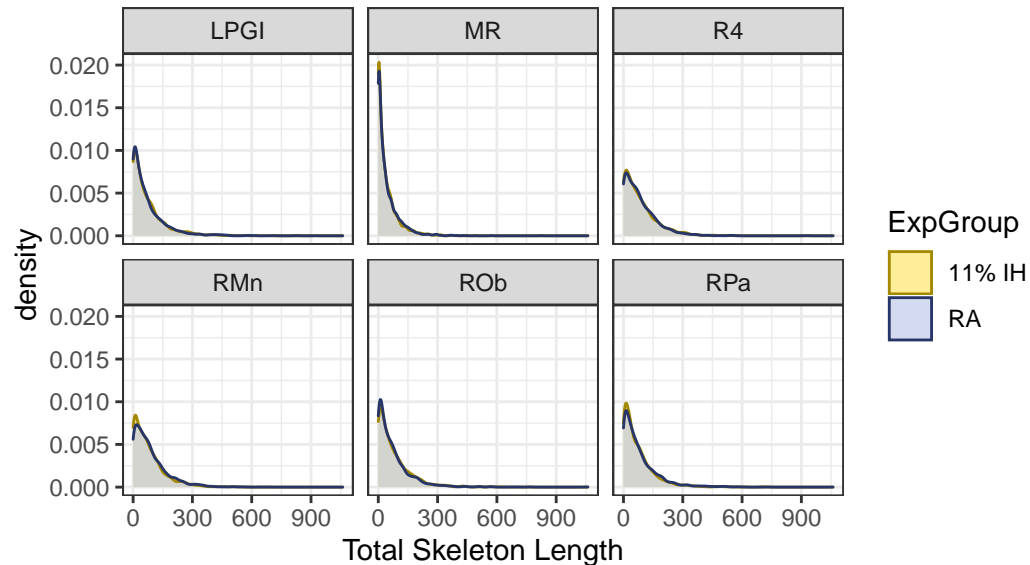 LPGI MR R4
0.020
0.015
0.010
0.005
0.000
RMn ROb RPa
0.020
0.015
0.010
0.005
0.000
0 300 600 900 0 300 600 900 0 300 600 900
Total Skeleton Length
density
ExpGroup
11% IH
RA